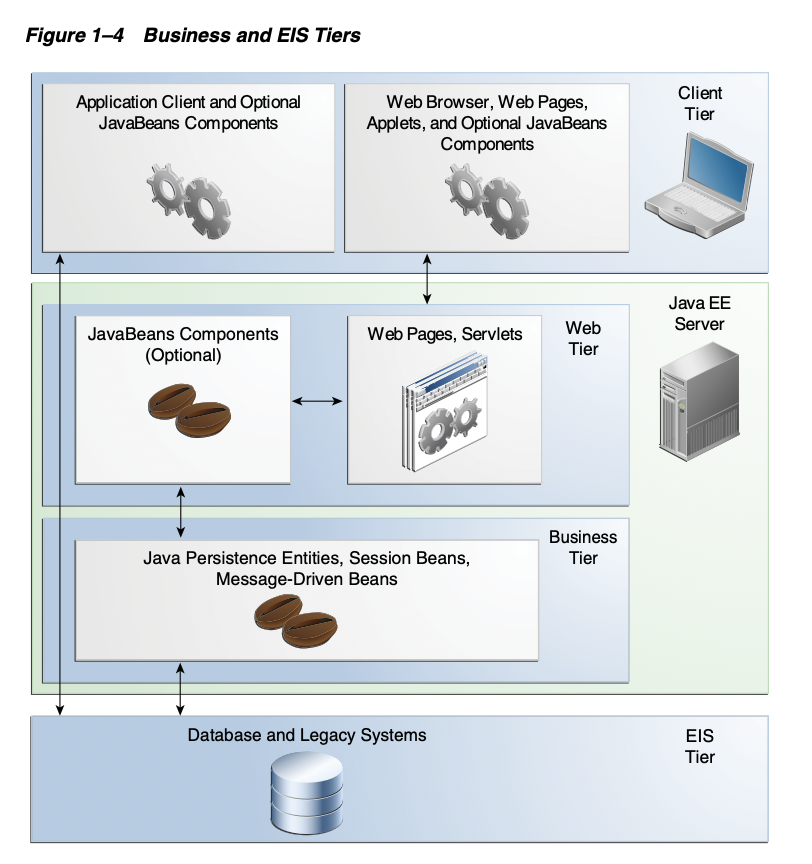 Figure 1–4 Business and EIS Tiers
Application Client and Optional
JavaBeans Components
Web Browser, Web Pages,
Applets, and Optional JavaBeans
Components
Client
Tier
Java EE
Server
JavaBeans Components
(Optional)
Web Pages, Servlets
Web
Tier
Business
Tier
Java Persistence Entities, Session Beans,
Message-Driven Beans
Database and Legacy Systems
EIS
Tier